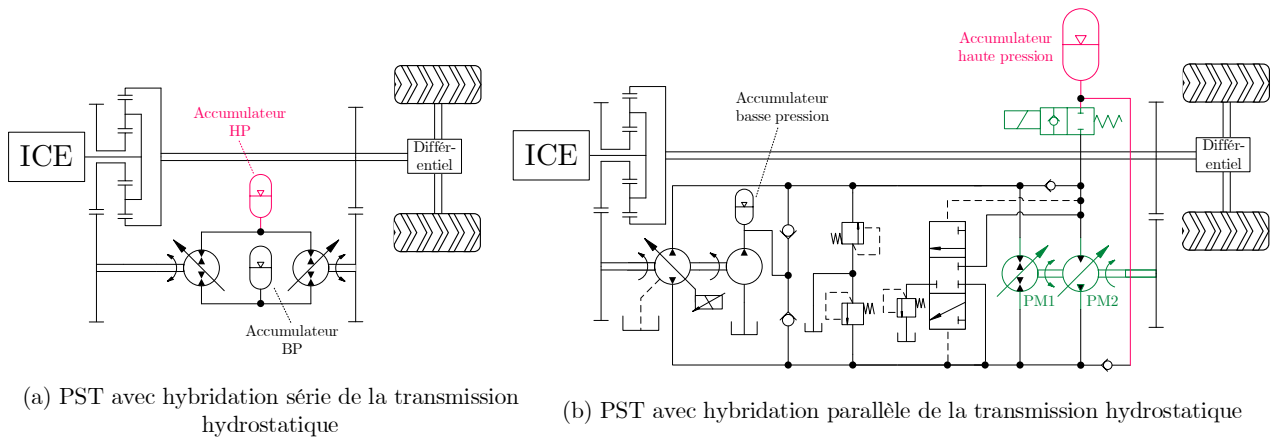 ICE
Accumulateur
HP
Différ-
entiel
Accumulateur
BP
(a) PST avec hybridation série de la transmission
hydrostatique
Accumulateur
haute pression
Accumulateur
basse pression
ICE
Différ-
entiel
PM1
PM2
(b) PST avec hybridation parallèle de la transmission hydrostatique